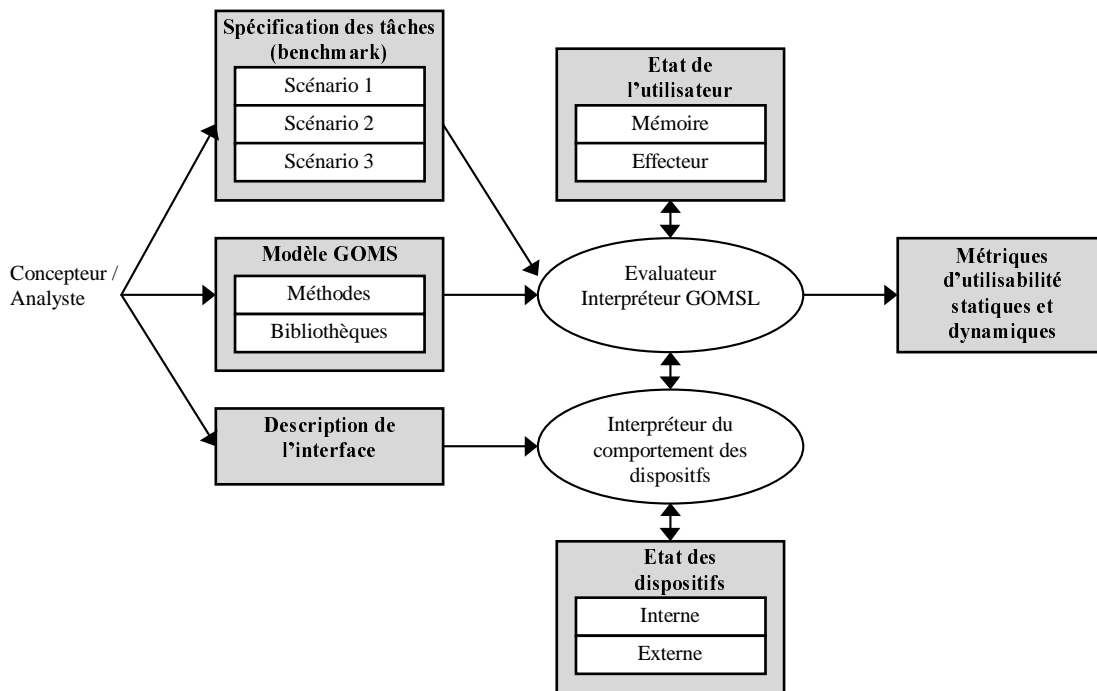 Spécification des tâches
(benchmark)
Scénario 1
Scénario 2
Scénario 3
Etat de
l'utilisateur
Mémoire
Effecteur
Concepteur /
Analyste
Modèle GOMS
Méthodes
Bibliothèques
Evaluateur
Interpréteur GOMSL
Métriques
d'utilisabilité
statiques et
dynamiques
Description de
l'interface
Interpréteur du
comportement des
dispositfs
Etat des
dispositifs
Interne
Externe